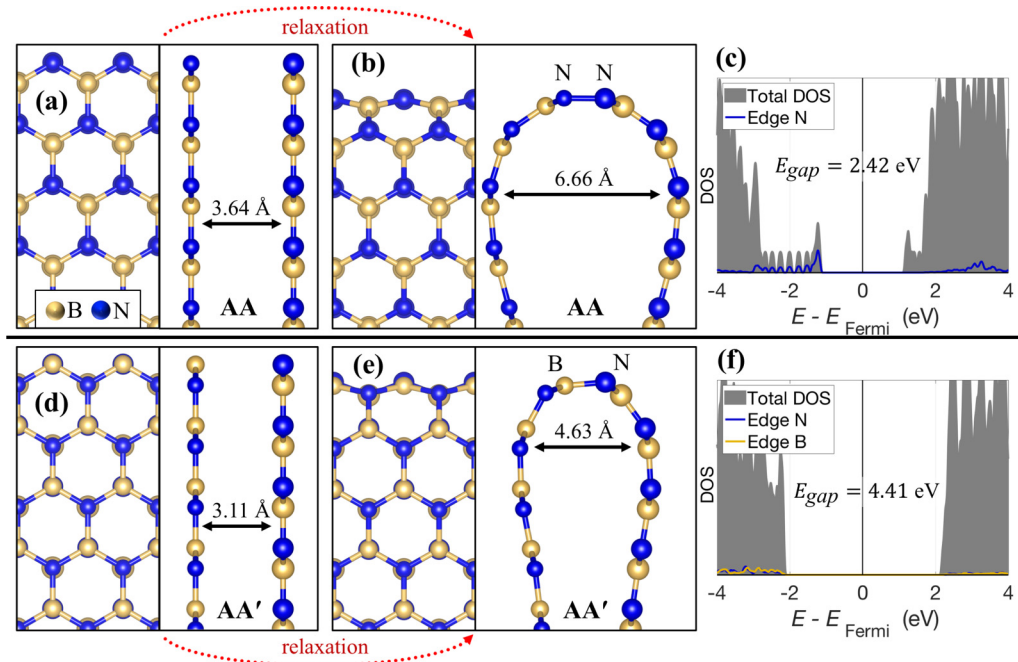 relaxation
(a)
3.64 Å
B N
AA
(b)
N N
6.66 Å
AA
(c)
Total DOS
Edge N
E_gap = 2.42 eV
DOS
-4 -2 0 2 4
E - E_Fermi (eV)
(d)
3.11 Å
AA′
(e)
B N
4.63 Å
AA′
(f)
Total DOS
Edge N
Edge B
E_gap = 4.41 eV
DOS
-4 -2 0 2 4
E - E_Fermi (eV)
relaxation